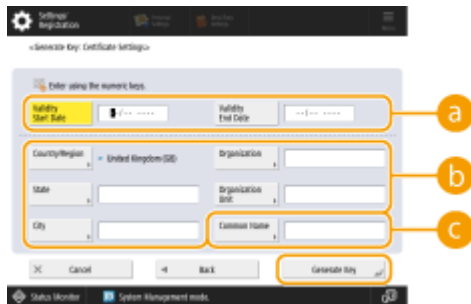 Settings/
Registration
<Generate Key: Certificate Settings>
Enter using the numeric keys.
Validity
Start Date
Validity
End Date
--/-- ----
a
Country/Region
United Kingdom (GB)
Organization
b
State
Organization
Unit
City
Common Name
c
Cancel
Back
Generate Key
Status Monitor
System Management mode.